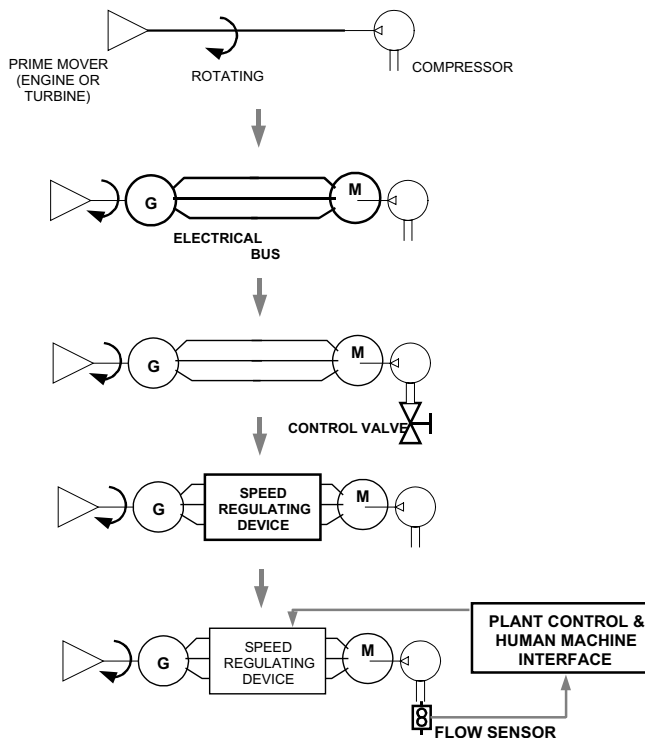 PRIME MOVER
(ENGINE OR
TURBINE)
ROTATING
COMPRESSOR
G
M
ELECTRICAL
BUS
G
M
CONTROL VALVE
G
SPEED
REGULATING
DEVICE
M
G
SPEED
REGULATING
DEVICE
M
PLANT CONTROL &
HUMAN MACHINE
INTERFACE
8
FLOW SENSOR